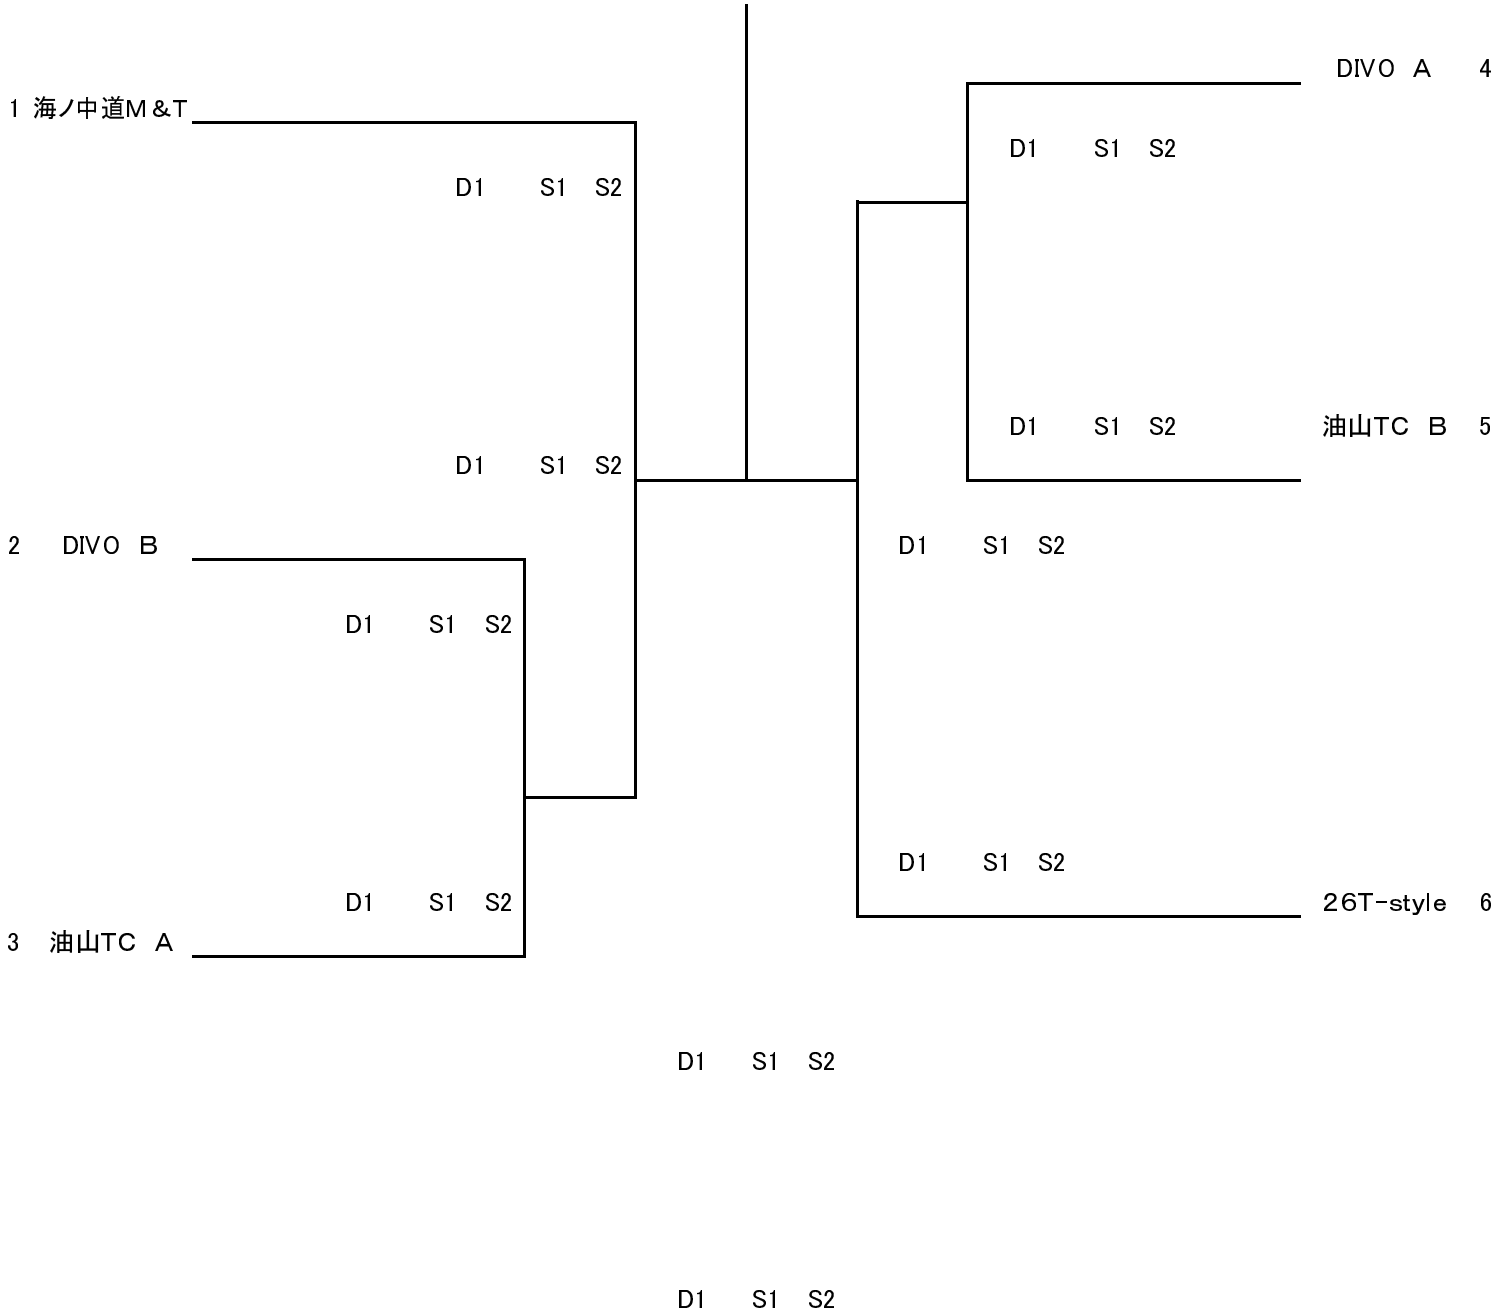 DIVO A 4
1 海ノ中道M&T
D1 S1 S2
D1 S1 S2
D1 S1 S2
油山TC B 5
D1 S1 S2
2 DIVO B
D1 S1 S2
D1 S1 S2
D1 S1 S2
D1 S1 S2
26T-style 6
3 油山TC A
D1 S1 S2
D1 S1 S2